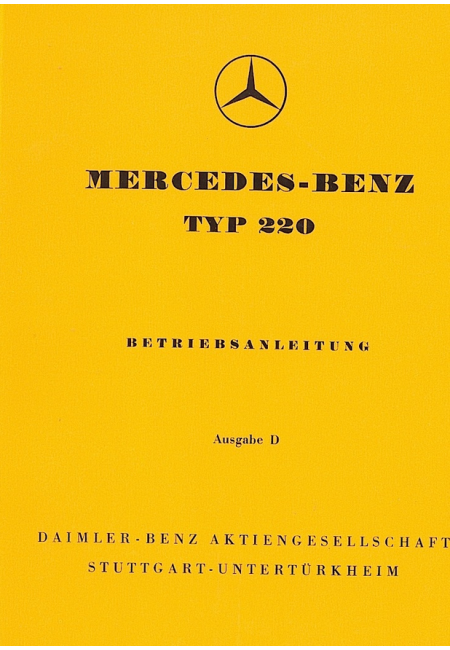 MERCEDES-BENZ
TYP 220
BETRIEBSANLEITUNG
Ausgabe D
DAIMLER-BENZ AKTIENGESELLSCHAFT
STUTTGART-UNTERTÜRKHEIM